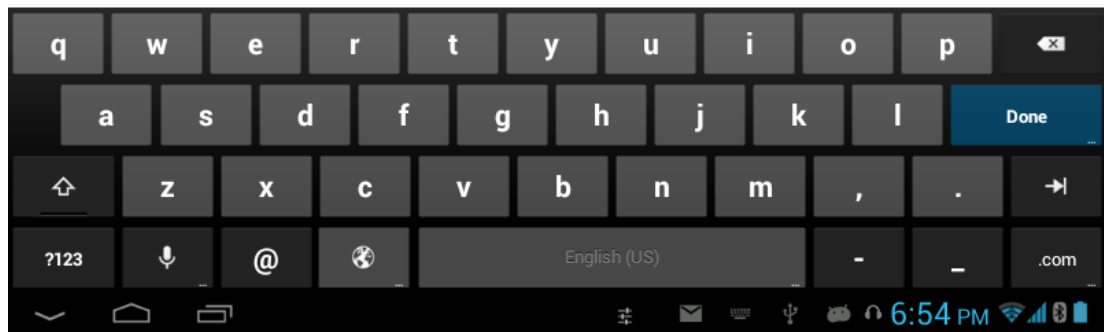 q w e r t y u i o p
a s d f g h j k l Done
z x c v b n m , .
?123 @ English (US) - _ .com
6:54 PM